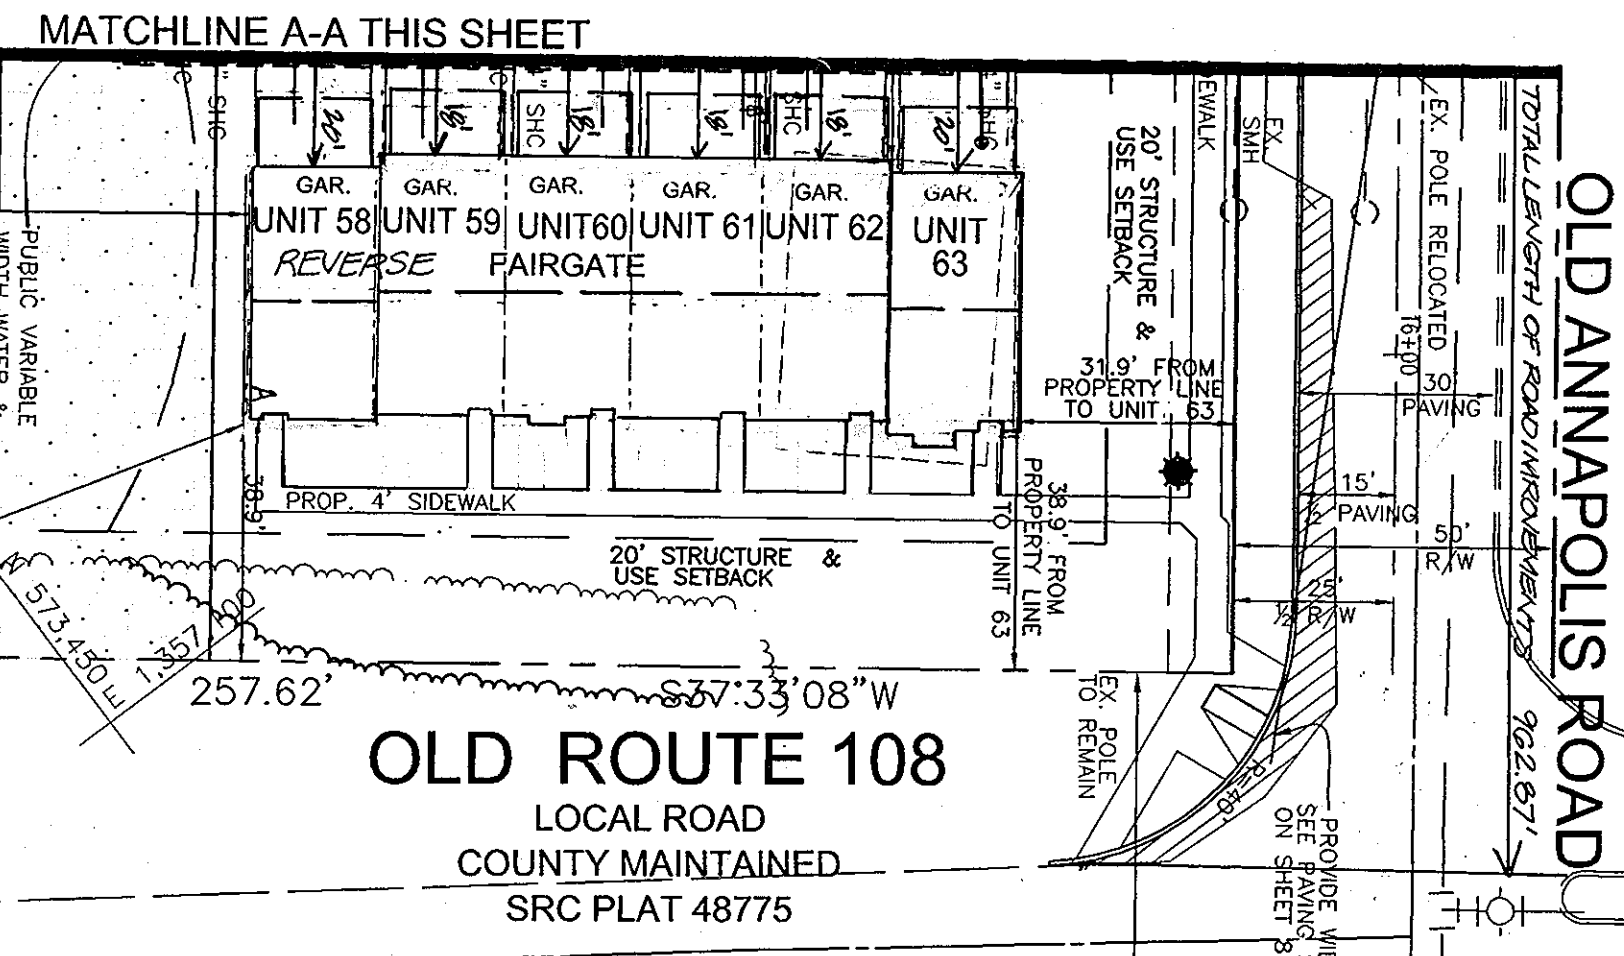 MATCHLINE A-A THIS SHEET
SHC
20'
18'
SHC
18'
18'
SHC
18'
20'
GAR.
UNIT 58
GAR.
UNIT 59
GAR.
UNIT60
GAR.
UNIT 61
GAR.
UNIT 62
GAR.
UNIT
63
REVERSE
FAIRGATE
PUBLIC VARIABLE
WIDTH WATER &
A
38.9'
PROP. 4' SIDEWALK
20' STRUCTURE &
USE SETBACK
20' STRUCTURE &
USE SETBACK
EWALK
EX.
SMH
31.9' FROM
PROPERTY LINE
TO UNIT 63
38.9' FROM
PROPERTY LINE
TO UNIT 63
EX. POLE RELOCATED
16+00
30'
PAVING
15'
1/2 PAVING
50'
R/W
25'
1/2 R/W
TOTAL LENGTH OF ROAD IMPROVEMENTS 962.87'
OLD ANNAPOLIS ROAD
N 573,450
E 1,357,100
257.62'
S37°33'08"W
OLD ROUTE 108
LOCAL ROAD
COUNTY MAINTAINED
SRC PLAT 48775
EX. POLE
TO REMAIN
R=40'
PROVIDE WI
SEE PAVING
ON SHEET 8